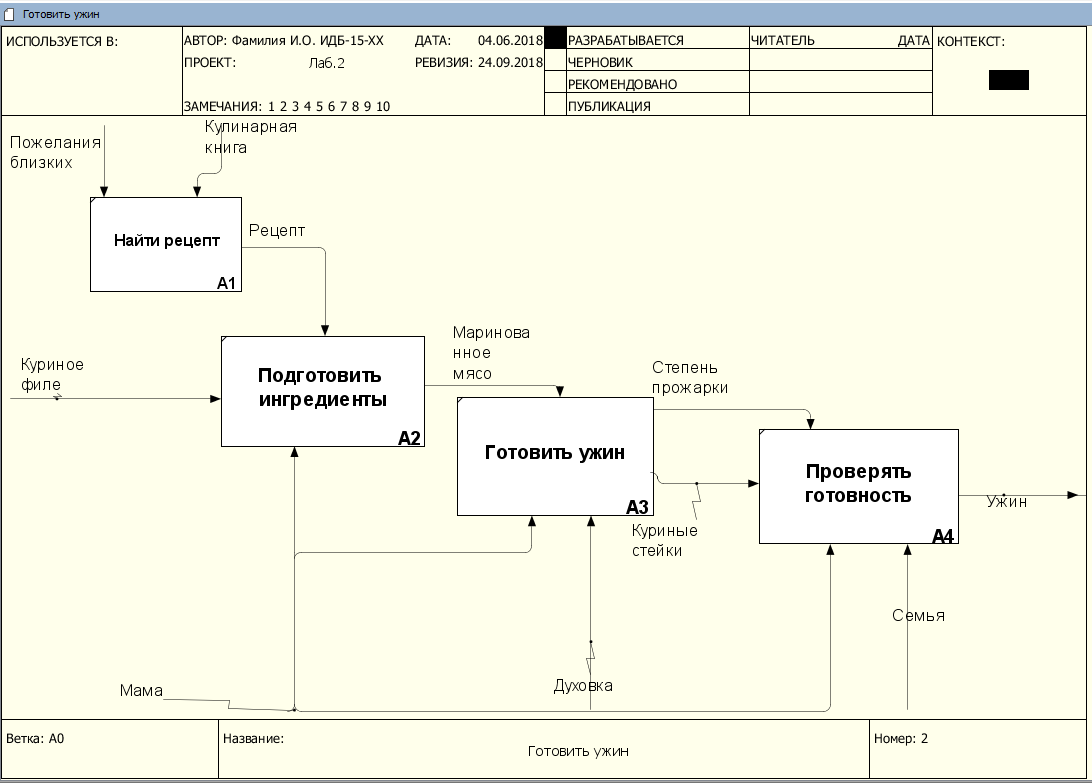 Готовить ужин
ИСПОЛЬЗУЕТСЯ В:
АВТОР: Фамилия И.О. ИДБ-15-ХХ
ДАТА: 04.06.2018
РАЗРАБАТЫВАЕТСЯ
ЧИТАТЕЛЬ
ДАТА
КОНТЕКСТ:
ПРОЕКТ: Лаб.2
РЕВИЗИЯ: 24.09.2018
ЧЕРНОВИК
РЕКОМЕНДОВАНО
ЗАМЕЧАНИЯ: 1 2 3 4 5 6 7 8 9 10
ПУБЛИКАЦИЯ
Пожелания
близких
Кулинарная
книга
Найти рецепт
A1
Рецепт
Куриное
филе
Подготовить
ингредиенты
A2
Маринова
нное
мясо
Готовить ужин
A3
Степень
прожарки
Куриные
стейки
Проверять
готовность
A4
Ужин
Семья
Духовка
Мама
Ветка: A0
Название:
Готовить ужин
Номер: 2